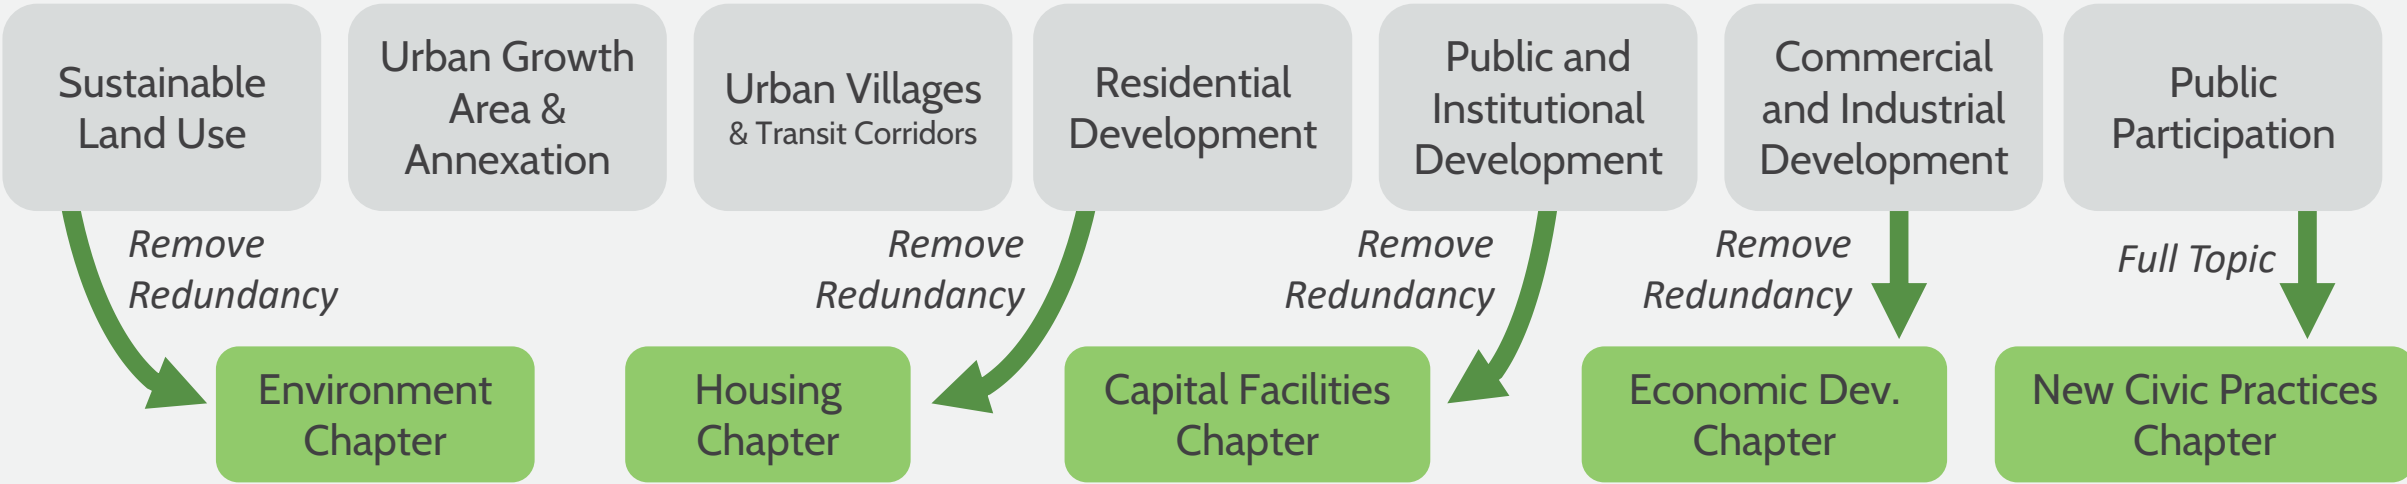 Sustainable
Land Use
Urban Growth
Area &
Annexation
Urban Villages
& Transit Corridors
Residential
Development
Public and
Institutional
Development
Commercial
and Industrial
Development
Public
Participation
Remove
Redundancy
Remove
Redundancy
Remove
Redundancy
Remove
Redundancy
Full Topic
Environment
Chapter
Housing
Chapter
Capital Facilities
Chapter
Economic Dev.
Chapter
New Civic Practices
Chapter